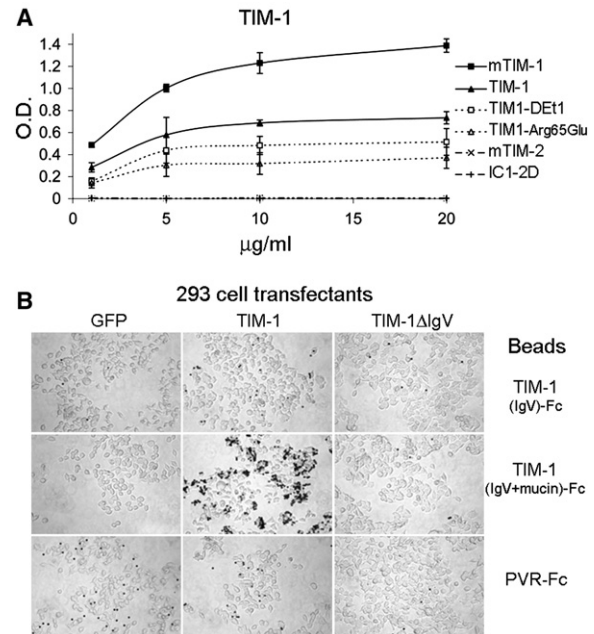 A
TIM-1
O.D.
1.4
1.2
1.0
0.8
0.6
0.4
0.2
0
0
5
10
15
20
μg/ml
mTIM-1
TIM-1
TIM1-DEt1
TIM1-Arg65Glu
mTIM-2
IC1-2D
B
293 cell transfectants
GFP
TIM-1
TIM-1ΔIgV
Beads
TIM-1
(IgV)-Fc
TIM-1
(IgV+mucin)-Fc
PVR-Fc